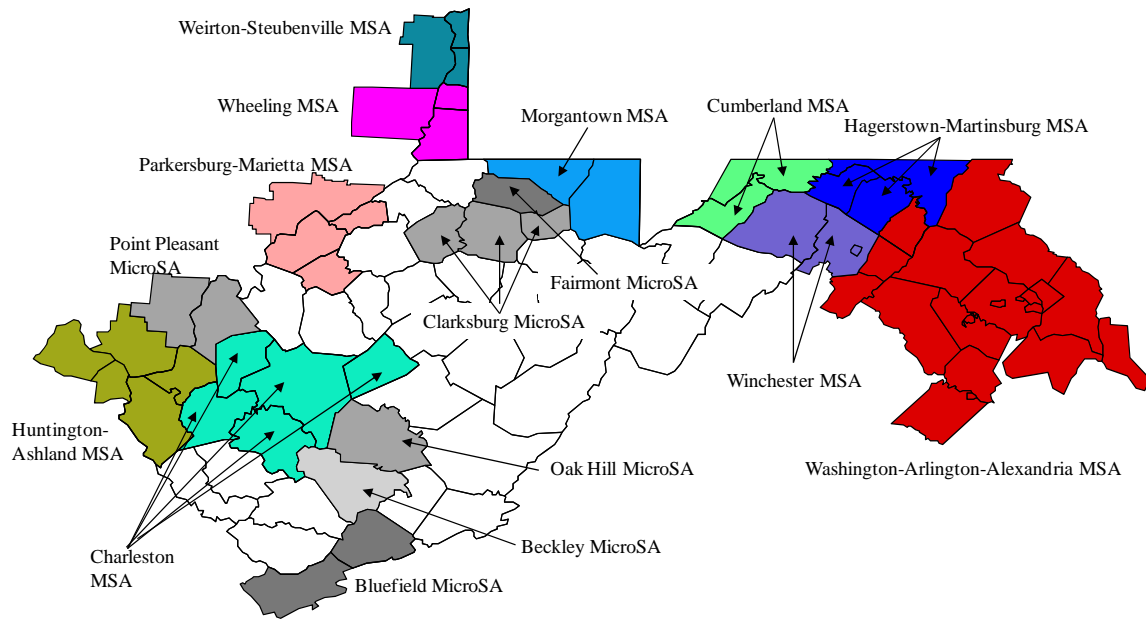 Weirton-Steubenville MSA
Wheeling MSA
Morgantown MSA
Cumberland MSA
Hagerstown-Martinsburg MSA
Parkersburg-Marietta MSA
Point Pleasant
MicroSA
Fairmont MicroSA
Clarksburg MicroSA
Winchester MSA
Huntington-
Ashland MSA
Oak Hill MicroSA
Washington-Arlington-Alexandria MSA
Charleston
MSA
Beckley MicroSA
Bluefield MicroSA